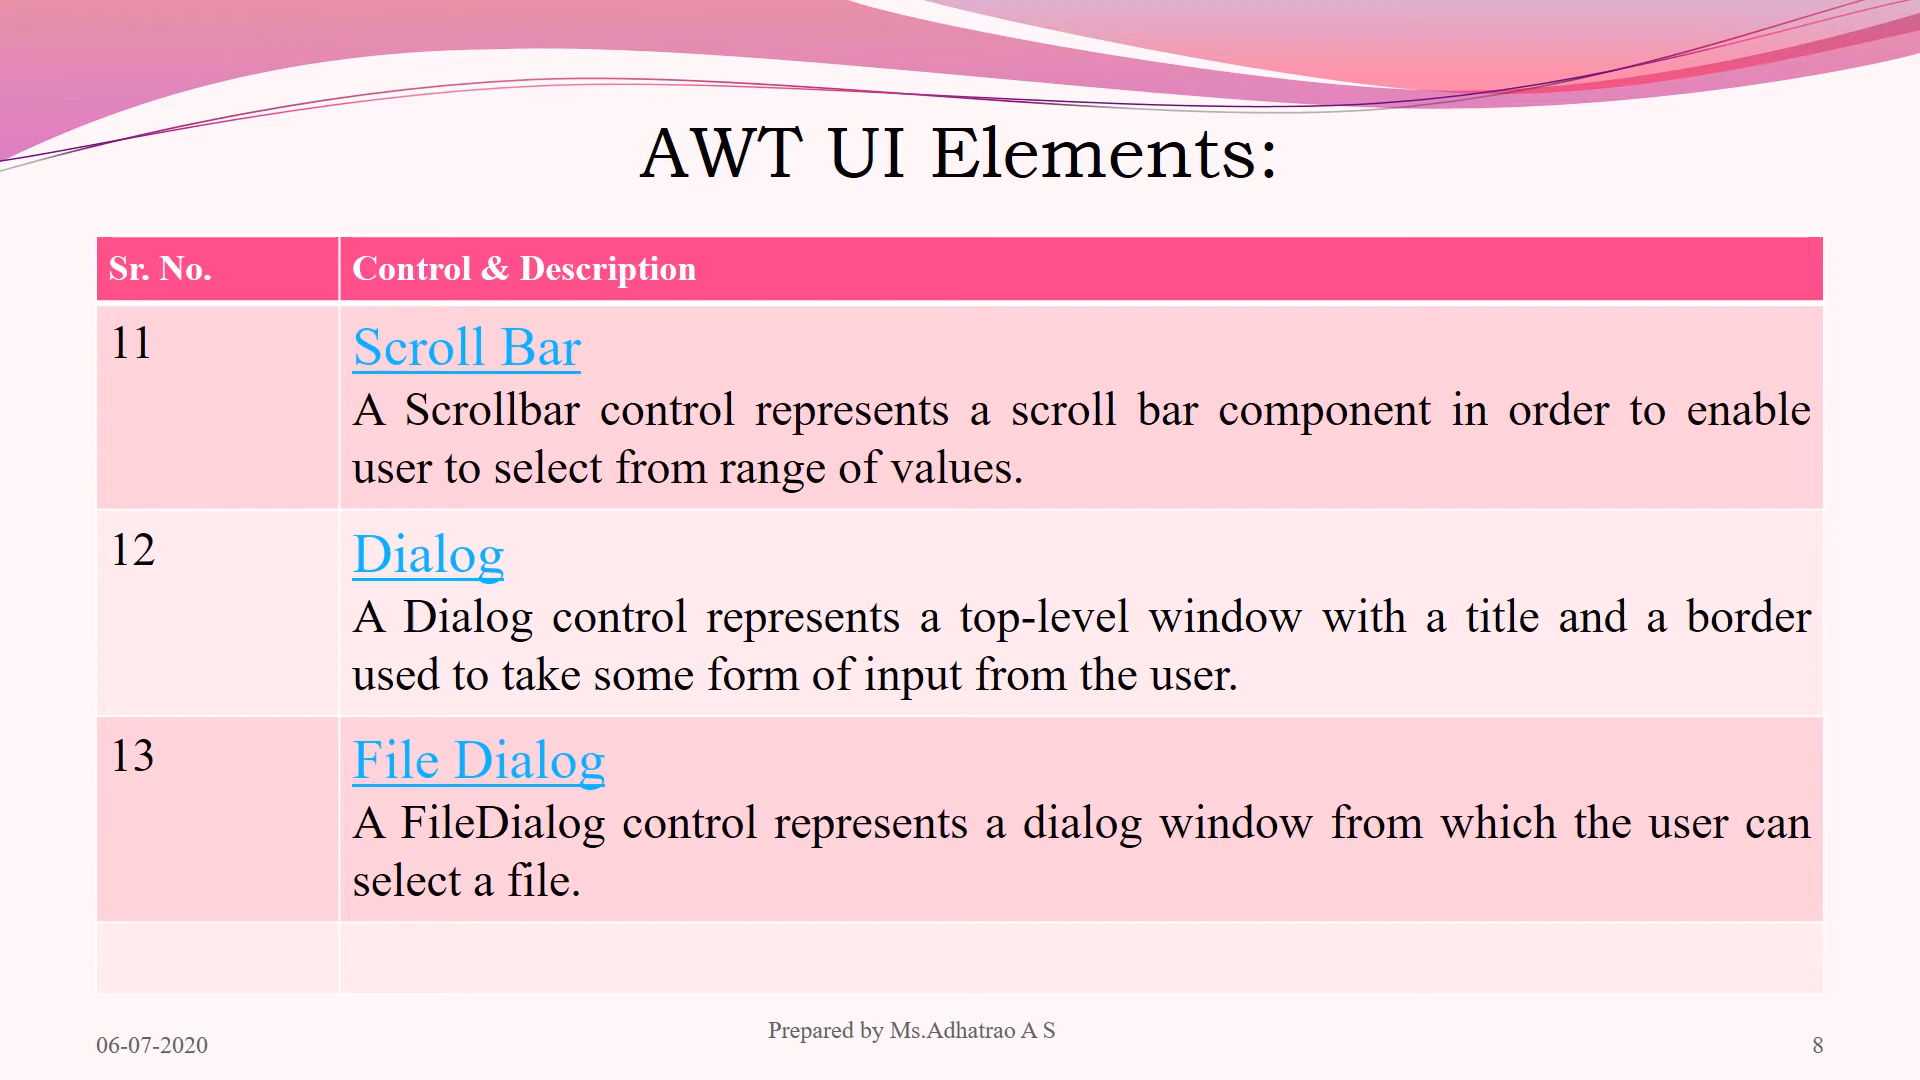 AWT UI Elements:
Sr. No. Control & Description
11 Scroll Bar
A Scrollbar control represents a scroll bar component in order to enable
user to select from range of values.
12 Dialog
A Dialog control represents a top-level window with a title and a border
used to take some form of input from the user.
13 File Dialog
A FileDialog control represents a dialog window from which the user can
select a file.
Prepared by Ms.Adhatrao A S
06-07-2020 8